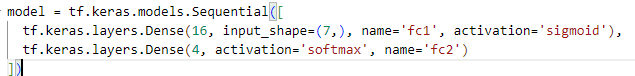 model = tf.keras.models.Sequential([
tf.keras.layers.Dense(16, input_shape=(7,), name='fc1', activation='sigmoid'),
tf.keras.layers.Dense(4, activation='softmax', name='fc2')
])